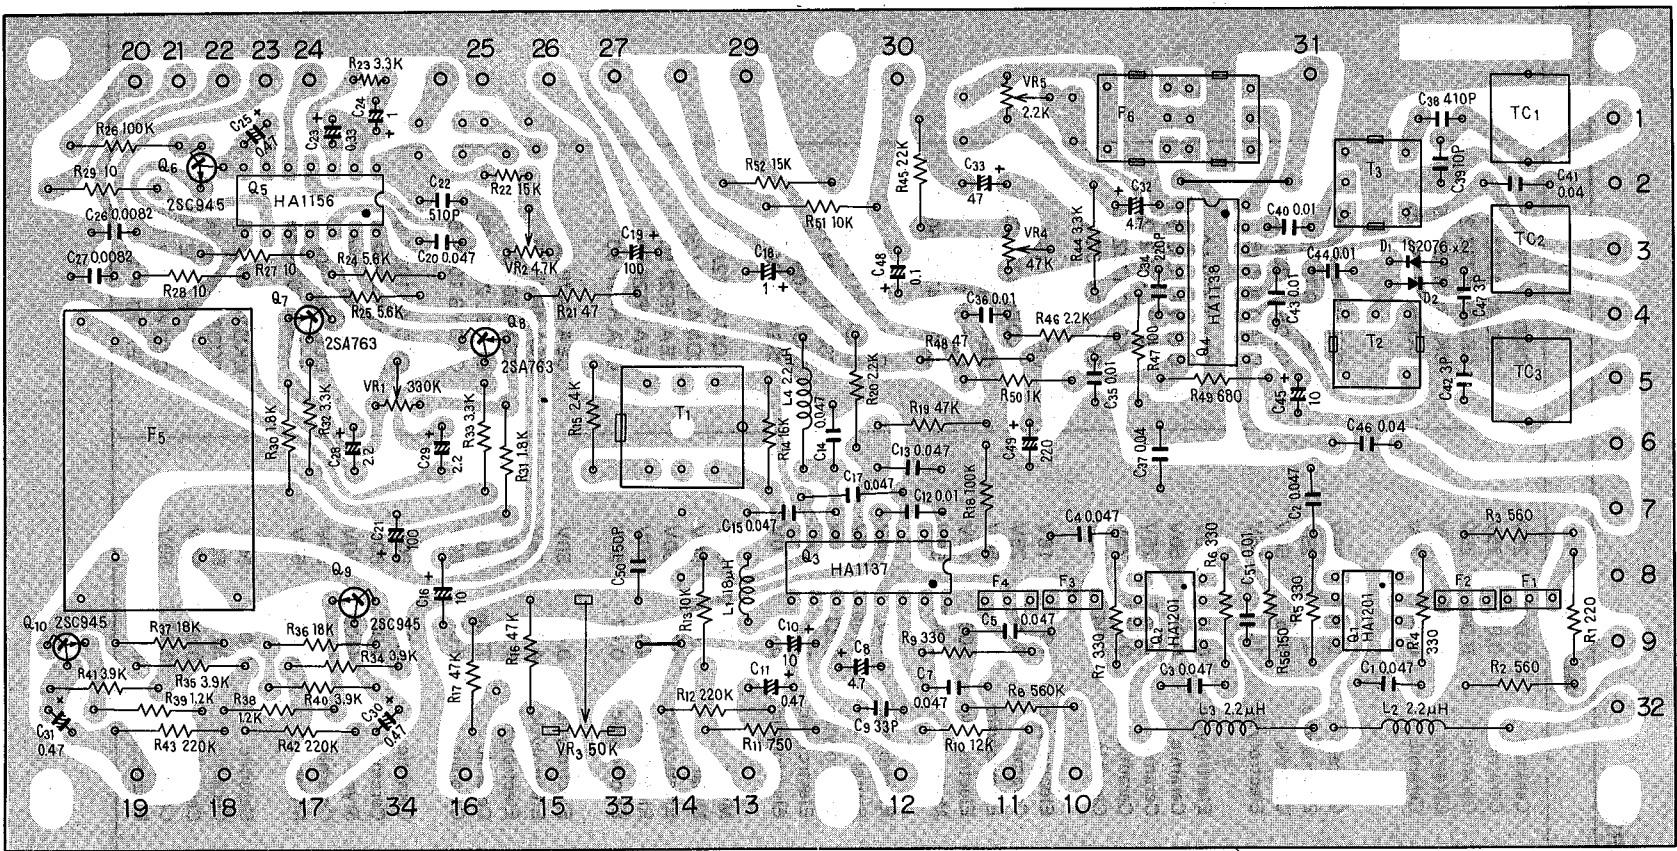 20 21 22 23 24 25 26 27 29 30 31
R23 3.3K
C24 1
C25 0.47
C23 0.33
R26 100K
Q6
2SC945
R29 10
Q5
HA1156
C26 0.0082
C27 0.0082
R27 10
R28 10
R24 5.6K
R25 5.6K
C22 510P
C20 0.047
R22 15K
VR2 4.7K
R21 47
C19 100
C18 1
R52 15K
R51 10K
R45 22K
C48 0.1
C33 47
VR5 2.2K
VR4 47K
F6
C32 4.7
R44 3.3K
C34 220P
HA1138
Q4
C40 0.01
C43 0.01
C44 0.01
D1 1S2076×2
D2
C47 3P
C38 410P
C39 10P
C41 0.04
T3
T2
TC1
TC2
TC3
C42 3P
1
2
3
4
5
6
7
8
9
32
F5
Q7
2SA763
Q8
2SA763
VR1 330K
R30 1.8K
R32 3.3K
C28 2.2
C29 2.2
R33 3.3K
R31 1.8K
R15 2.4K
T1
R14 16K
L4 2.2μH
C14 0.047
R20 2.2K
R48 47
C36 0.01
R46 2.2K
R50 1K
C35 0.01
R47 100
R49 680
C45 10
C46 0.04
R19 47K
C49 220
C13 0.047
C17 0.047
C12 0.01
C15 0.047
R18 100K
C37 0.04
C2 0.047
C4 0.047
R3 560
C21 100
C16 10
C50 150P
L1 18μH
R13 10K
Q3
HA1137
F4
F3
R7 330
Q2
HA1201
R6 330
C51 0.01
R56 150
R5 330
Q1
HA1201
R4 330
F2
F1
R1 220
R2 560
Q9
2SC945
Q10
2SC945
R37 18K
R36 18K
R34 3.9K
R35 3.9K
R41 3.9K
R40 3.9K
R39 1.2K
R38 1.2K
R43 220K
R42 220K
C31 0.47
C30 0.47
R17 47K
R16 47K
VR3 50K
R12 220K
R11 750
C10 10
C11 0.47
C8 4.7
C9 33P
C7 0.047
R9 330
C5 0.047
R8 560K
R10 12K
C3 0.047
C1 0.047
L3 2.2μH
L2 2.2μH
19 18 17 34 16 15 33 14 13 12 11 10